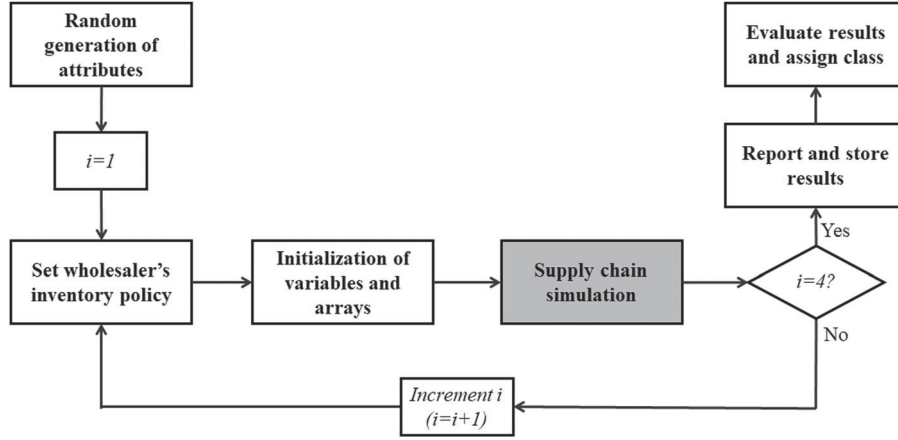 Random
generation of
attributes
i=1
Set wholesaler's
inventory policy
Initialization of
variables and
arrays
Supply chain
simulation
i=4?
Yes
No
Report and store
results
Evaluate results
and assign class
Increment i
(i=i+1)